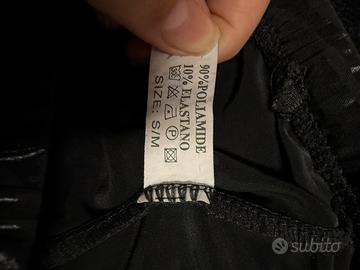 90%POLIAMIDE
10% ELASTANO
SIZE: S/M
subito